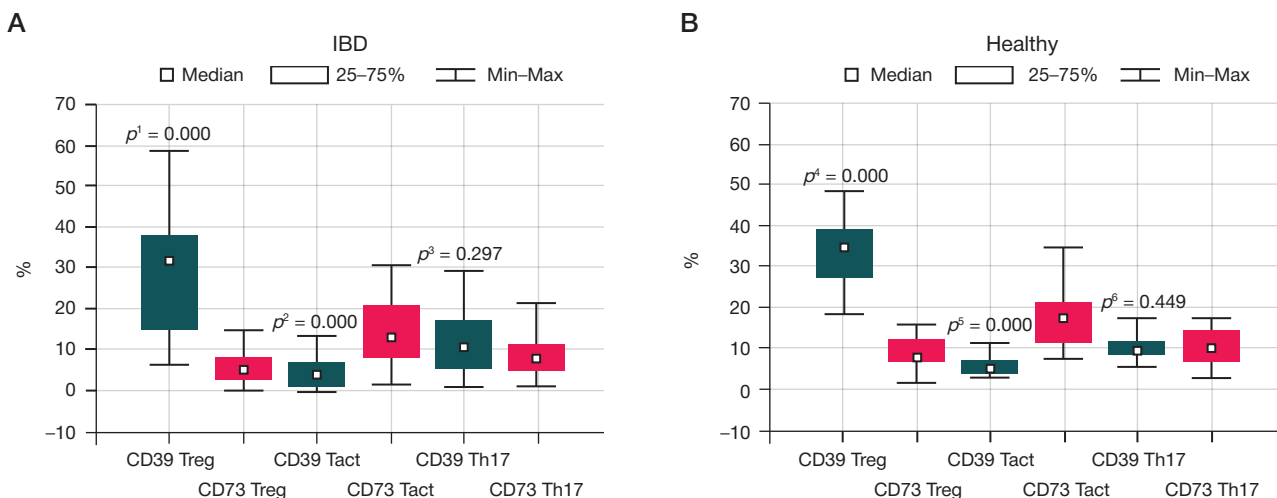 A
IBD
Median 25–75% Min–Max
70
60
50
40
30
20
10
0
–10
%
p¹ = 0.000
p² = 0.000
p³ = 0.297
CD39 Treg CD39 Tact CD39 Th17
CD73 Treg CD73 Tact CD73 Th17
B
Healthy
Median 25–75% Min–Max
70
60
50
40
30
20
10
0
–10
%
p⁴ = 0.000
p⁵ = 0.000
p⁶ = 0.449
CD39 Treg CD39 Tact CD39 Th17
CD73 Treg CD73 Tact CD73 Th17